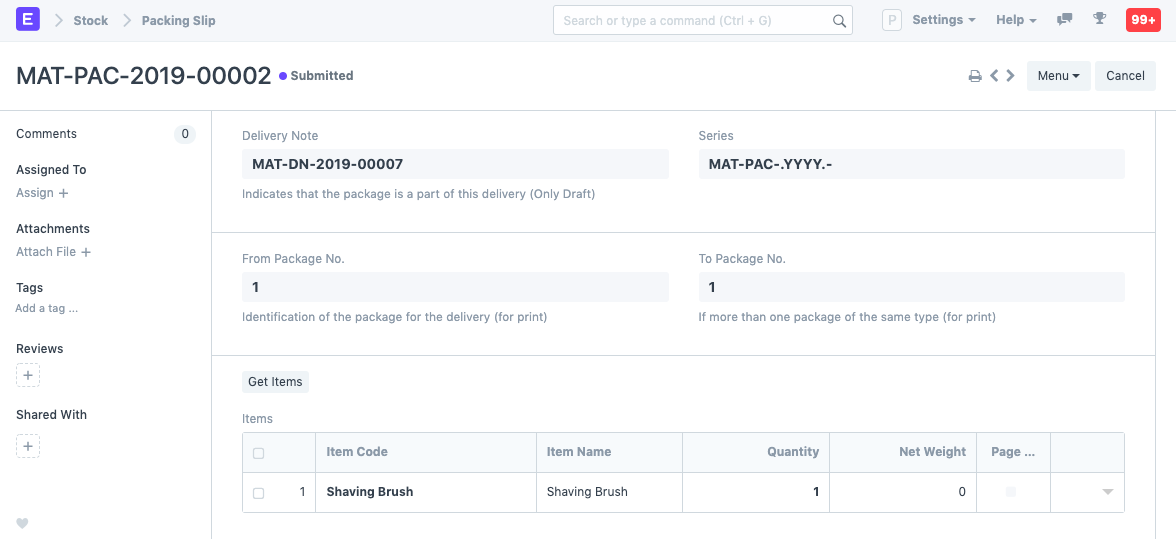 E Stock Packing Slip Search or type a command (Ctrl + G) P Settings Help 99+
MAT-PAC-2019-00002 Submitted Menu Cancel
Comments 0
Assigned To
Assign +
Attachments
Attach File +
Tags
Add a tag ...
Reviews
+
Shared With
+
Delivery Note Series
MAT-DN-2019-00007 MAT-PAC-.YYYY.-
Indicates that the package is a part of this delivery (Only Draft)
From Package No. To Package No.
1 1
Identification of the package for the delivery (for print) If more than one package of the same type (for print)
Get Items
Items
Item Code Item Name Quantity Net Weight Page ...
1 Shaving Brush Shaving Brush 1 0